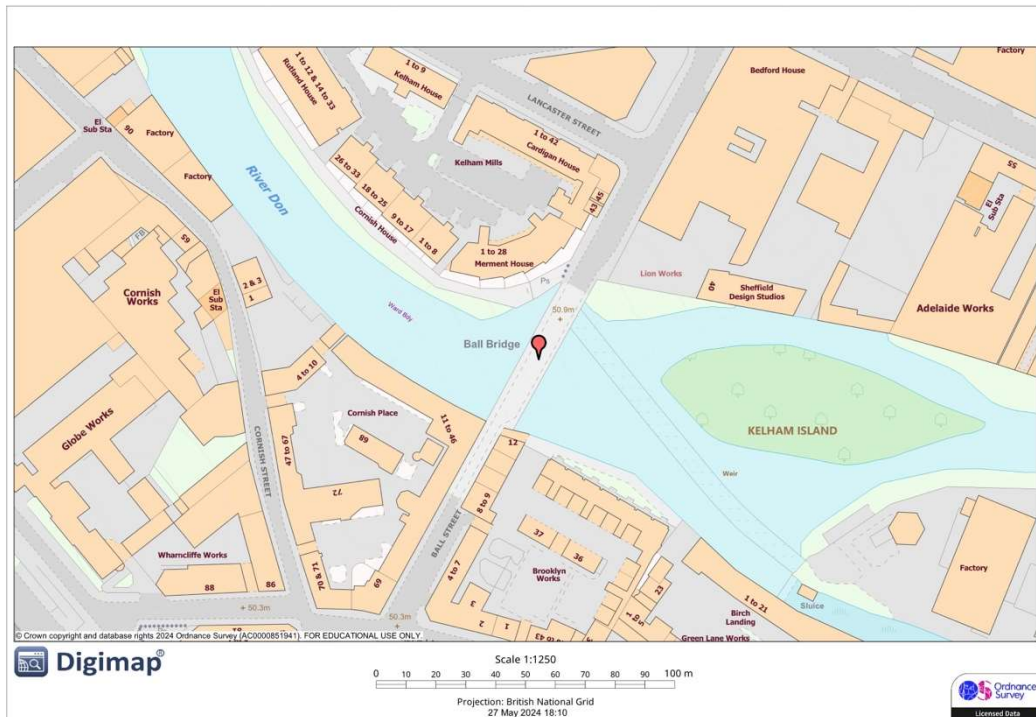 Factory
1 to 12 & 14 to 33
Rutland House
1 to 9
Kelham House
Bedford House
LANCASTER STREET
El
Sub Sta
90
Factory
1 to 42
Cardigan House
Kelham Mills
55
Factory
River Don
26 to 33
18 to 25
9 to 17
1 to 8
Cornish House
43
45
El
Sub Sta
FB
59
1 to 28
Merment House
Ps
Lion Works
40
Sheffield
Design Studios
Cornish
Works
El
Sub Sta
2 & 3
1
Ward Bdy
50.9m
Adelaide Works
Ball Bridge
4 to 10
Cornish Place
89
11 to 46
KELHAM ISLAND
Globe Works
CORNISH STREET
47 to 67
12
Weir
72
8 to 9
BALL STREET
37
36
Wharncliffe Works
88
86
70 & 71
69
4 to 7
Brooklyn
Works
23
Factory
3
2
1
1 to 21
Birch
Landing
Sluice
Green Lane Works
50.3m
50.3m
© Crown copyright and database rights 2024 Ordnance Survey (AC0000851941). FOR EDUCATIONAL USE ONLY.
Digimap®
Scale 1:1250
0 10 20 30 40 50 60 70 80 90 100 m
Projection: British National Grid
27 May 2024 18:10
Ordnance
Survey
Licensed Data